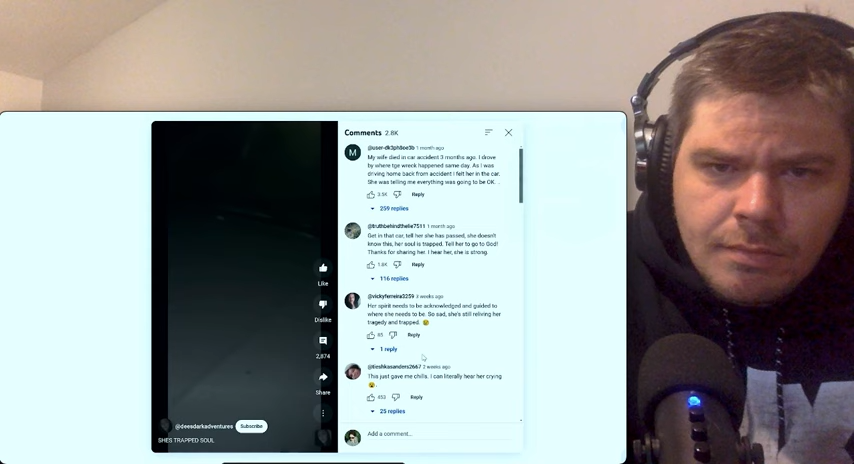 Comments 2.8K
M
1 month ago
My wife died in car accident 3 months ago. I drove
by where tge wreck happened same day. As I was
driving home back from accident I felt her in the car.
She was telling me everything was going to be OK. .
3.5K Reply
259 replies
@truthbehindthelie7511 1 month ago
Get in that car, tell her she has passed, she doesn't
know this, her soul is trapped. Tell her to go to God!
Thanks for sharing her. I hear her, she is strong.
1.8K Reply
116 replies
@vickyferreira3259 3 weeks ago
Her spirit needs to be acknowledged and guided to
where she needs to be. So sad, she's still reliving her
tragedy and trapped. 😢
85 Reply
1 reply
@tieshkasanders2667 2 weeks ago
This just gave me chills. I can literally hear her crying
😮.
453 Reply
25 replies
Add a comment...
Like
Dislike
2,874
Share
@deesdarkadventures Subscribe
SHES TRAPPED SOUL